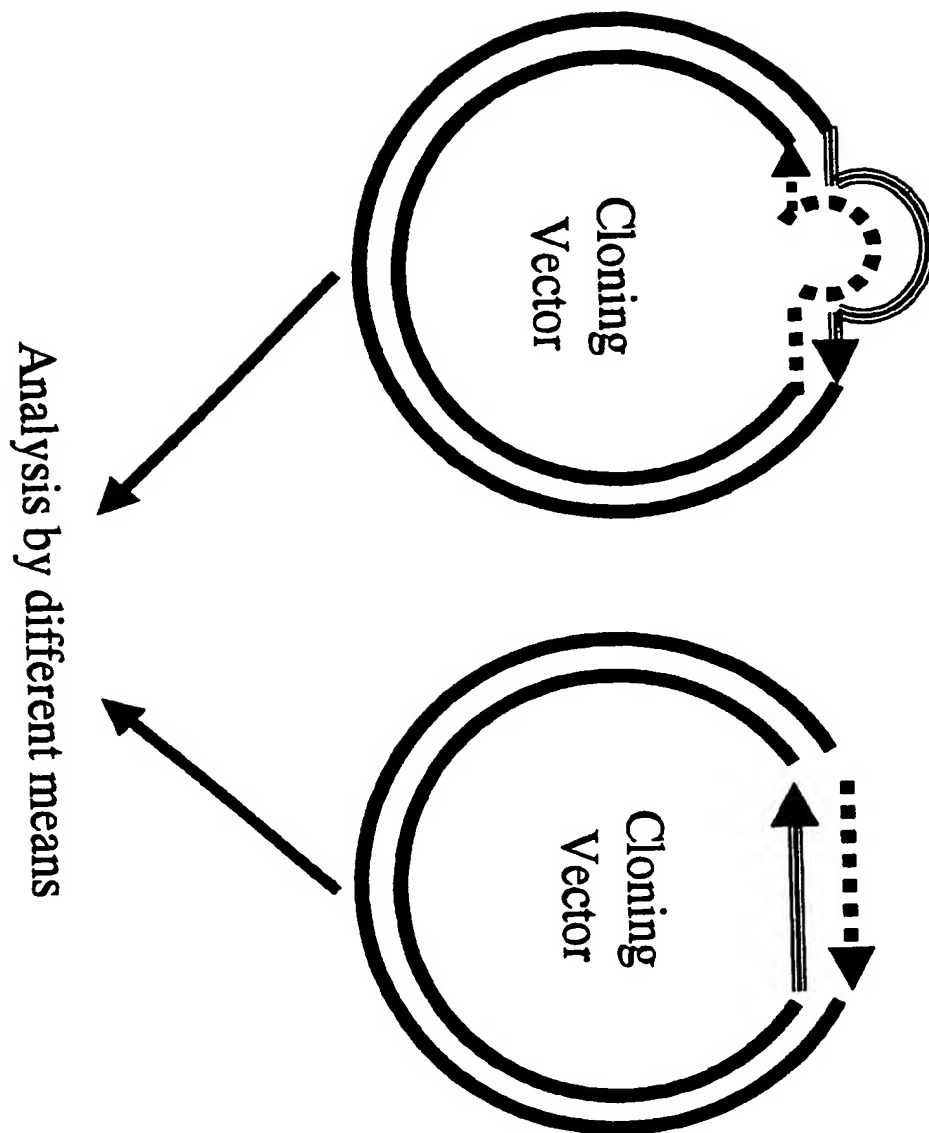 Cloning
Vector
Cloning
Vector
Analysis by different means